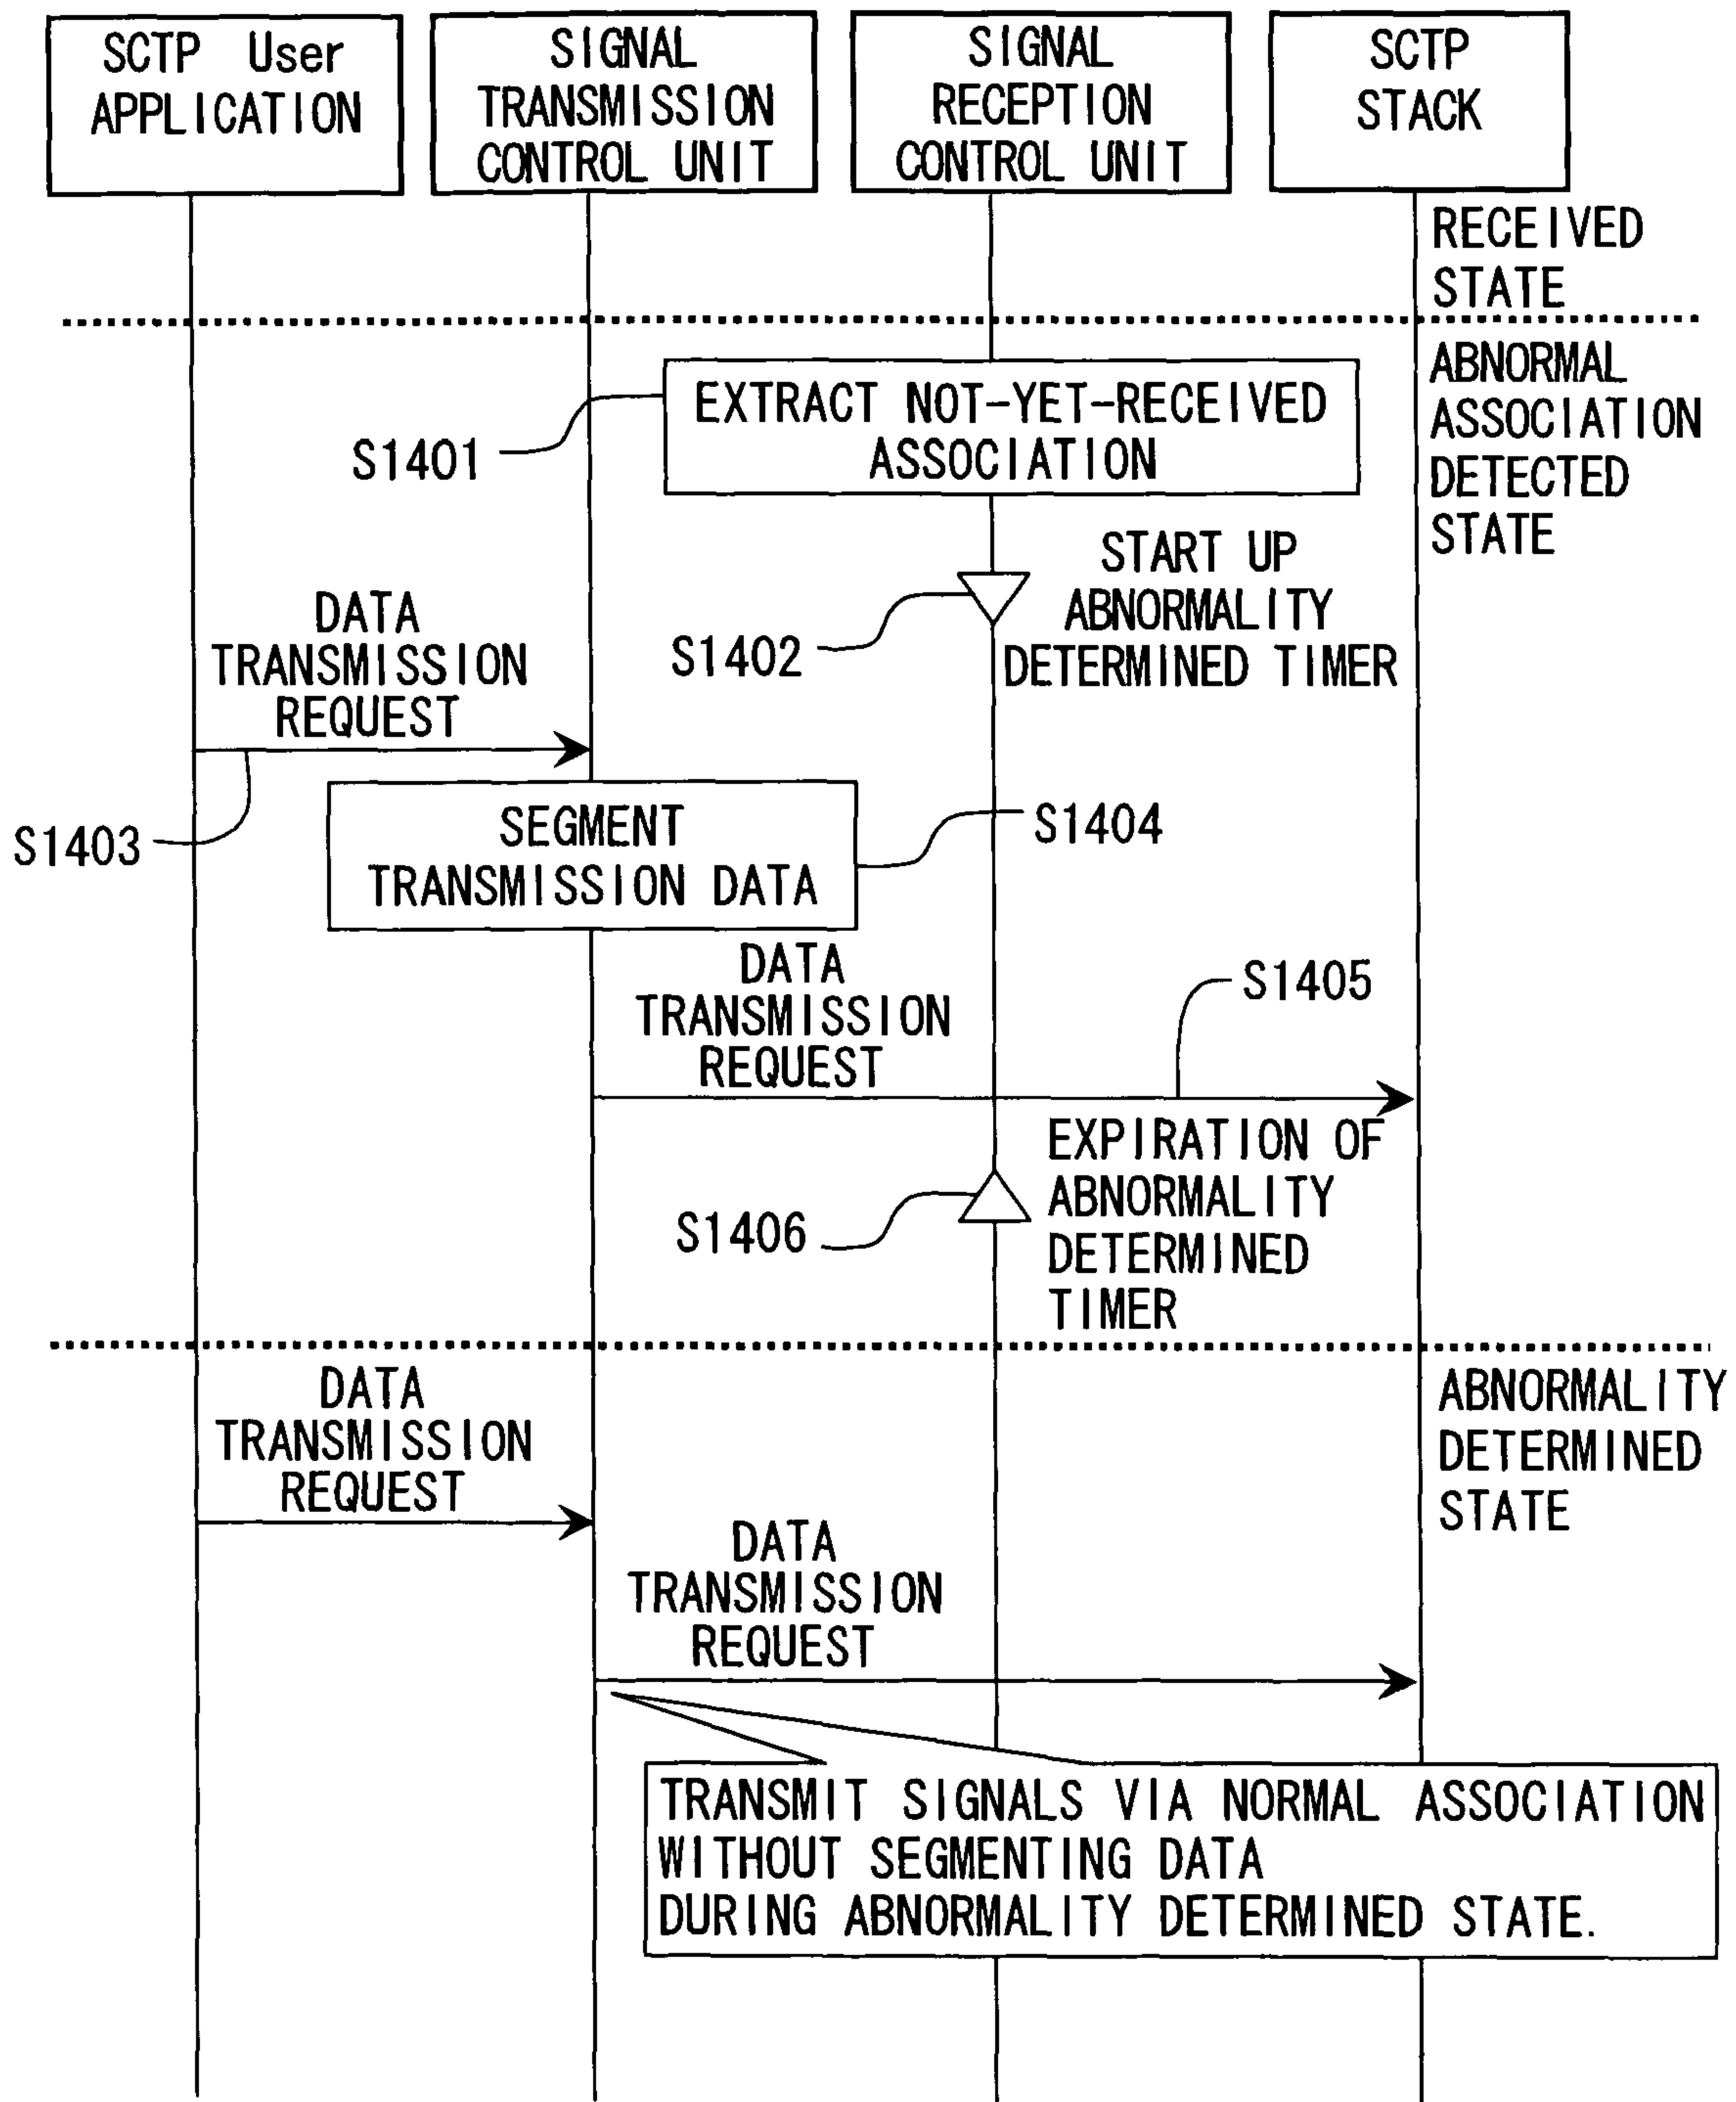 SCTP User
APPLICATION
SIGNAL
TRANSMISSION
CONTROL UNIT
SIGNAL
RECEPTION
CONTROL UNIT
SCTP
STACK
RECEIVED
STATE
ABNORMAL
ASSOCIATION
DETECTED
STATE
EXTRACT NOT-YET-RECEIVED
ASSOCIATION
S1401
START UP
ABNORMALITY
DETERMINED TIMER
S1402
DATA
TRANSMISSION
REQUEST
S1403
SEGMENT
TRANSMISSION DATA
S1404
DATA
TRANSMISSION
REQUEST
S1405
EXPIRATION OF
ABNORMALITY
DETERMINED
TIMER
S1406
ABNORMALITY
DETERMINED
STATE
DATA
TRANSMISSION
REQUEST
DATA
TRANSMISSION
REQUEST
TRANSMIT SIGNALS VIA NORMAL ASSOCIATION
WITHOUT SEGMENTING DATA
DURING ABNORMALITY DETERMINED STATE.